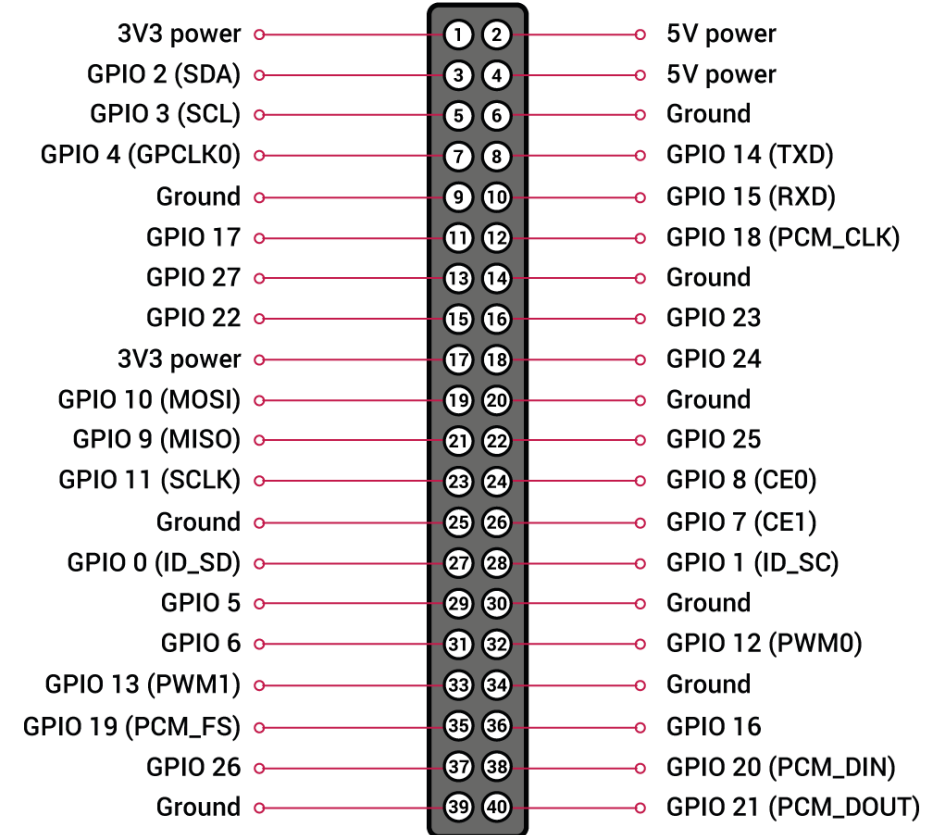 3V3 power 1 2 5V power
GPIO 2 (SDA) 3 4 5V power
GPIO 3 (SCL) 5 6 Ground
GPIO 4 (GPCLK0) 7 8 GPIO 14 (TXD)
Ground 9 10 GPIO 15 (RXD)
GPIO 17 11 12 GPIO 18 (PCM_CLK)
GPIO 27 13 14 Ground
GPIO 22 15 16 GPIO 23
3V3 power 17 18 GPIO 24
GPIO 10 (MOSI) 19 20 Ground
GPIO 9 (MISO) 21 22 GPIO 25
GPIO 11 (SCLK) 23 24 GPIO 8 (CE0)
Ground 25 26 GPIO 7 (CE1)
GPIO 0 (ID_SD) 27 28 GPIO 1 (ID_SC)
GPIO 5 29 30 Ground
GPIO 6 31 32 GPIO 12 (PWM0)
GPIO 13 (PWM1) 33 34 Ground
GPIO 19 (PCM_FS) 35 36 GPIO 16
GPIO 26 37 38 GPIO 20 (PCM_DIN)
Ground 39 40 GPIO 21 (PCM_DOUT)